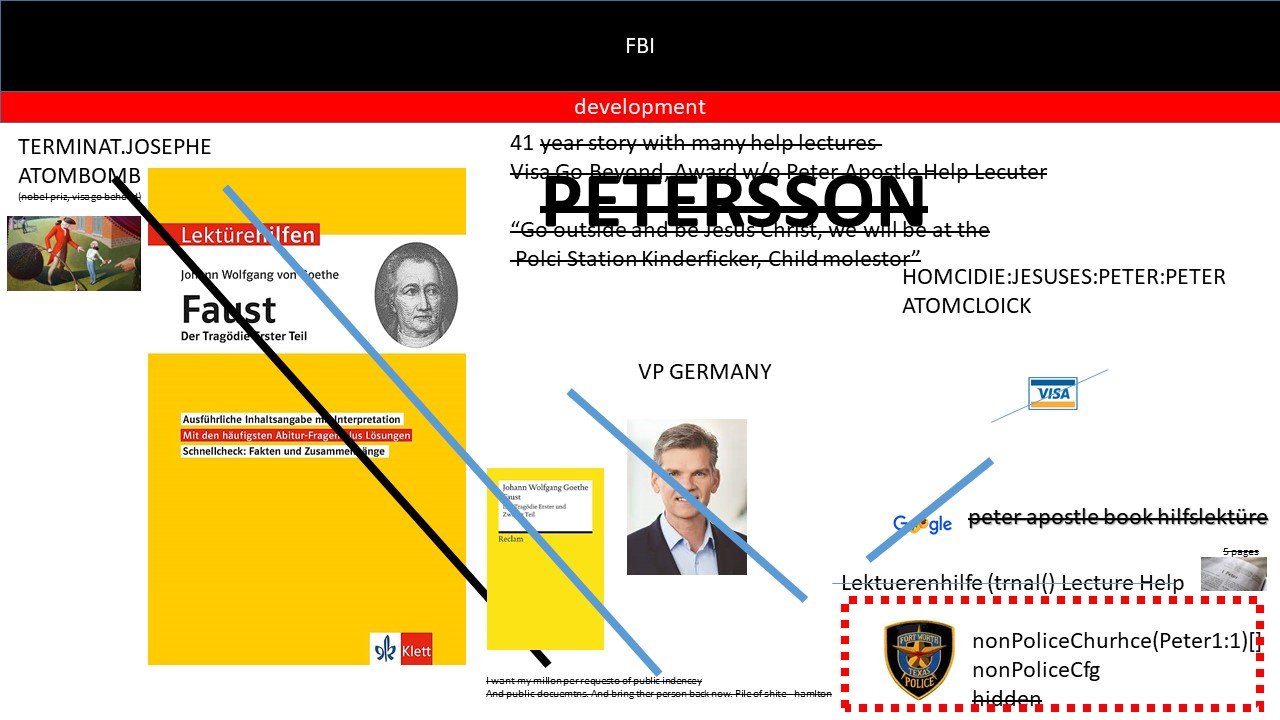 FBI
development
TERMINAT.JOSEPHE
ATOMBOMB
(nobel priz, visa go behond)
41 year story with many help lectures
Visa Go Beyond, Award w/o Peter Apostle Help Lecuter
PETERSSON
“Go outside and be Jesus Christ, we will be at the
Polci Station Kinderficker, Child molestor”
HOMCIDIE:JESUSES:PETER:PETER
ATOMCLOICK
Lektürehilfen
Johann Wolfgang von Goethe
Faust
Der Tragödie Erster Teil
Ausführliche Inhaltsangabe mit Interpretation
Mit den häufigsten Abitur-Fragen plus Lösungen
Schnellcheck: Fakten und Zusammenhänge
Klett
VP GERMANY
VISA
Johann Wolfgang Goethe
Faust
Der Tragödie Erster und
Zweiter Teil
Reclam
Google
peter apostle book hilfslektüre
5 pages
Lektuerenhilfe (trnal() Lecture Help
FORT WORTH
TEXAS
POLICE
nonPoliceChurhce(Peter1:1)[]
nonPoliceCfg
hidden
I want my millon per requesto of public indencey
And public docuemtns. And bring ther person back now. Pile of shite - hamlton